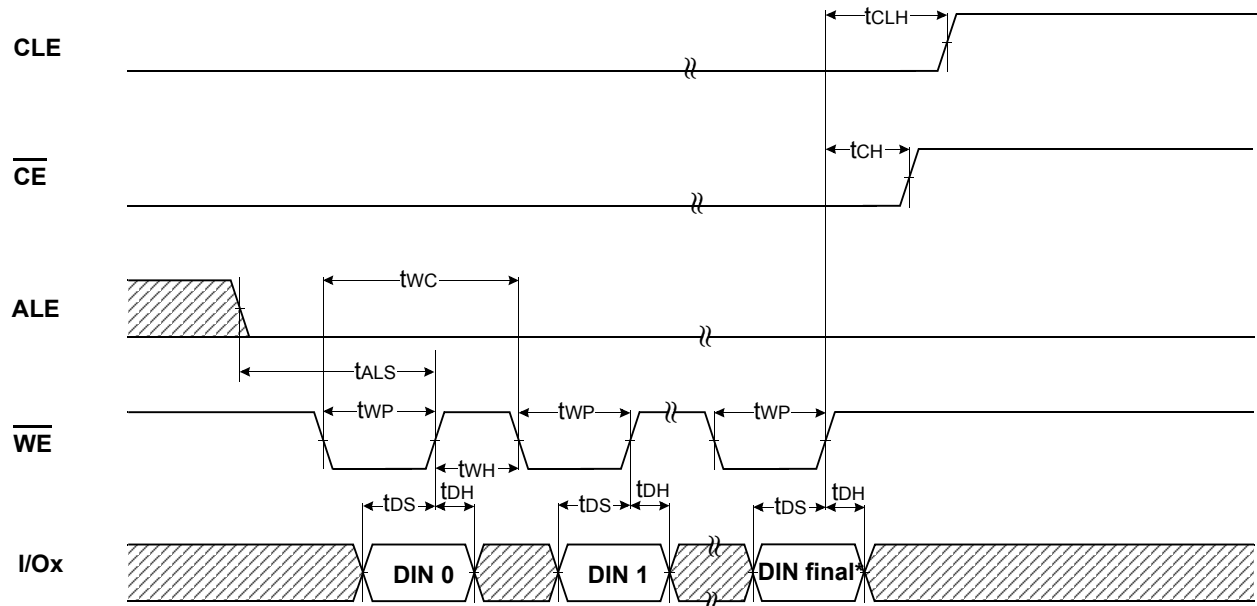 tCLH
CLE
tCH
CE
tWC
ALE
tALS
tWP
tWP
tWP
WE
tWH
tDS
tDH
tDS
tDH
tDS
tDH
I/Ox
DIN 0
DIN 1
DIN final*